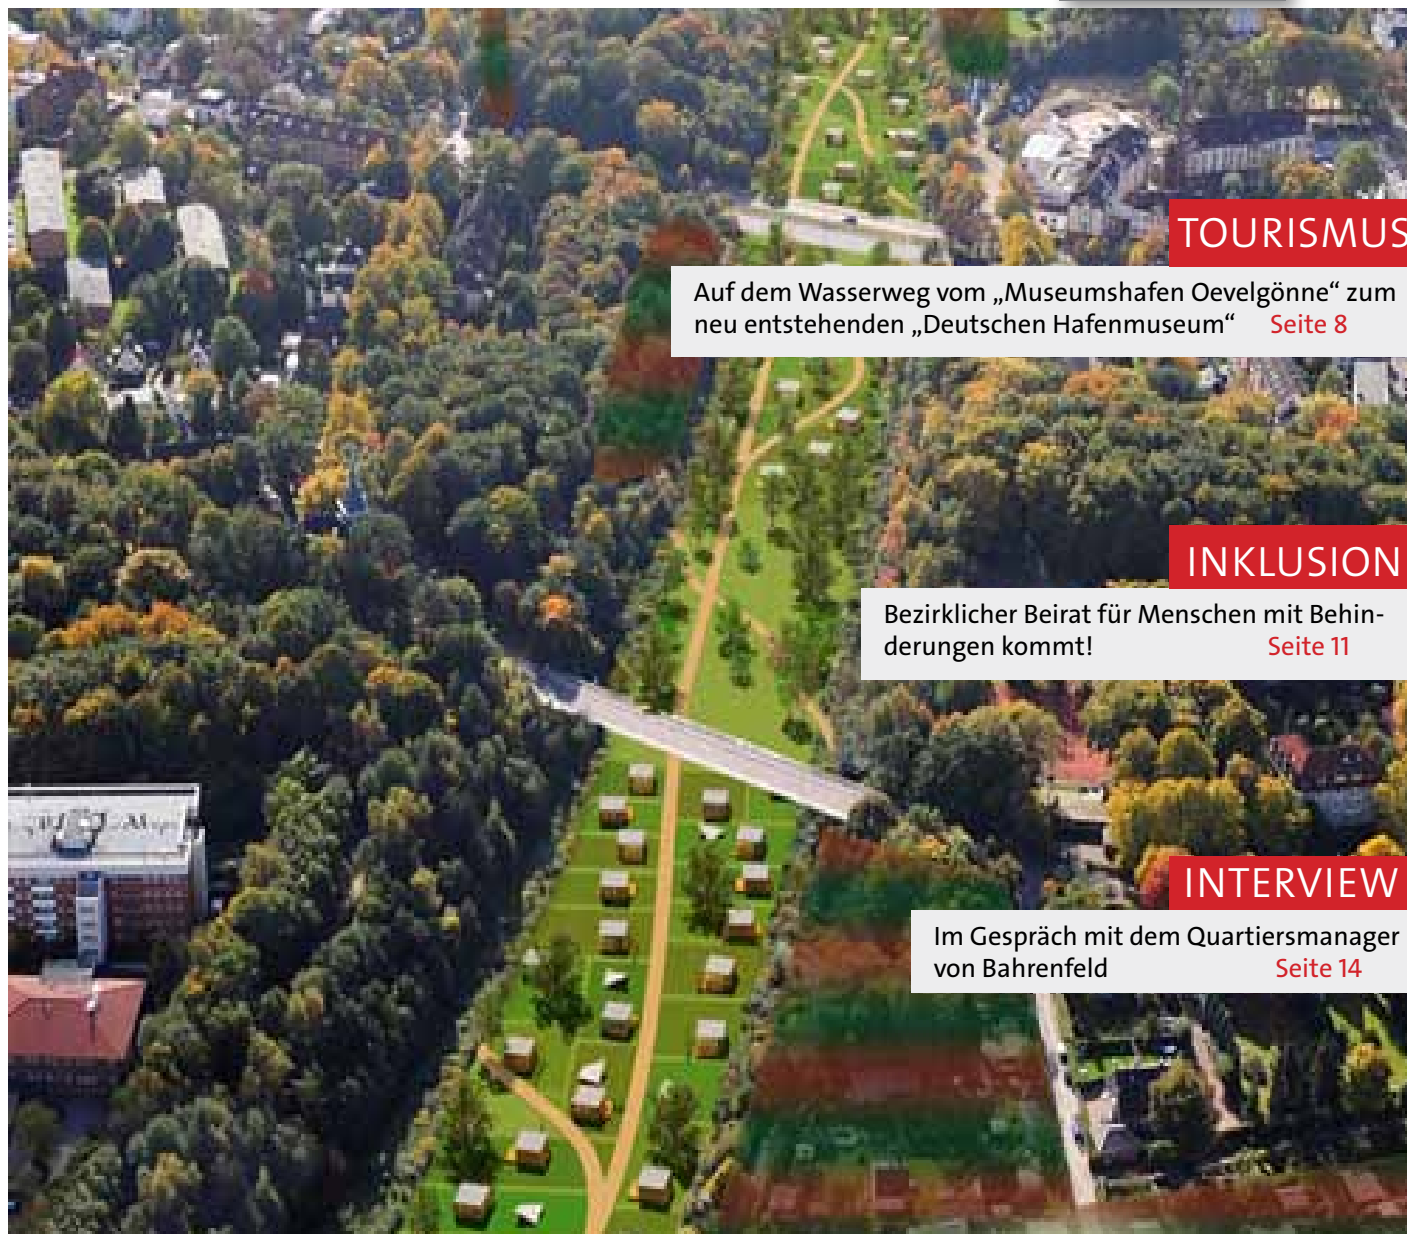 TOURISMUS
Auf dem Wasserweg vom „Museumshafen Oevelgönne“ zum
neu entstehenden „Deutschen Hafenmuseum“ Seite 8
INKLUSION
Bezirklicher Beirat für Menschen mit Behin-
derungen kommt! Seite 11
INTERVIEW
Im Gespräch mit dem Quartiersmanager
von Bahrenfeld Seite 14